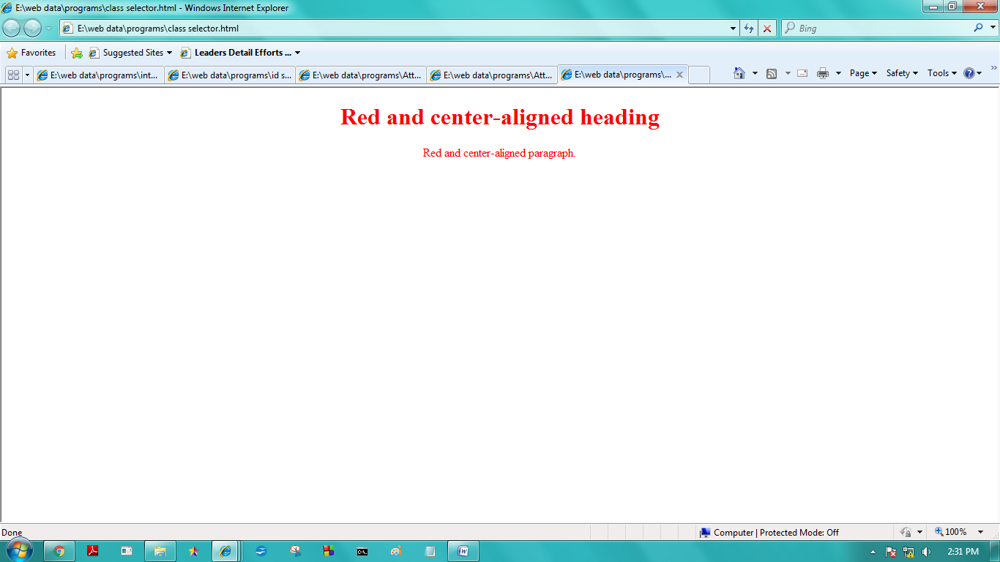 E:\web data\programs\class selector.html - Windows Internet Explorer
E:\web data\programs\class selector.html
Bing
Favorites
Suggested Sites
Leaders Detail Efforts ...
E:\web data\programs\int...
E:\web data\programs\id s...
E:\web data\programs\Att...
E:\web data\programs\Att...
E:\web data\programs\...
Page
Safety
Tools
Red and center-aligned heading
Red and center-aligned paragraph.
Done
Computer | Protected Mode: Off
100%
2:31 PM